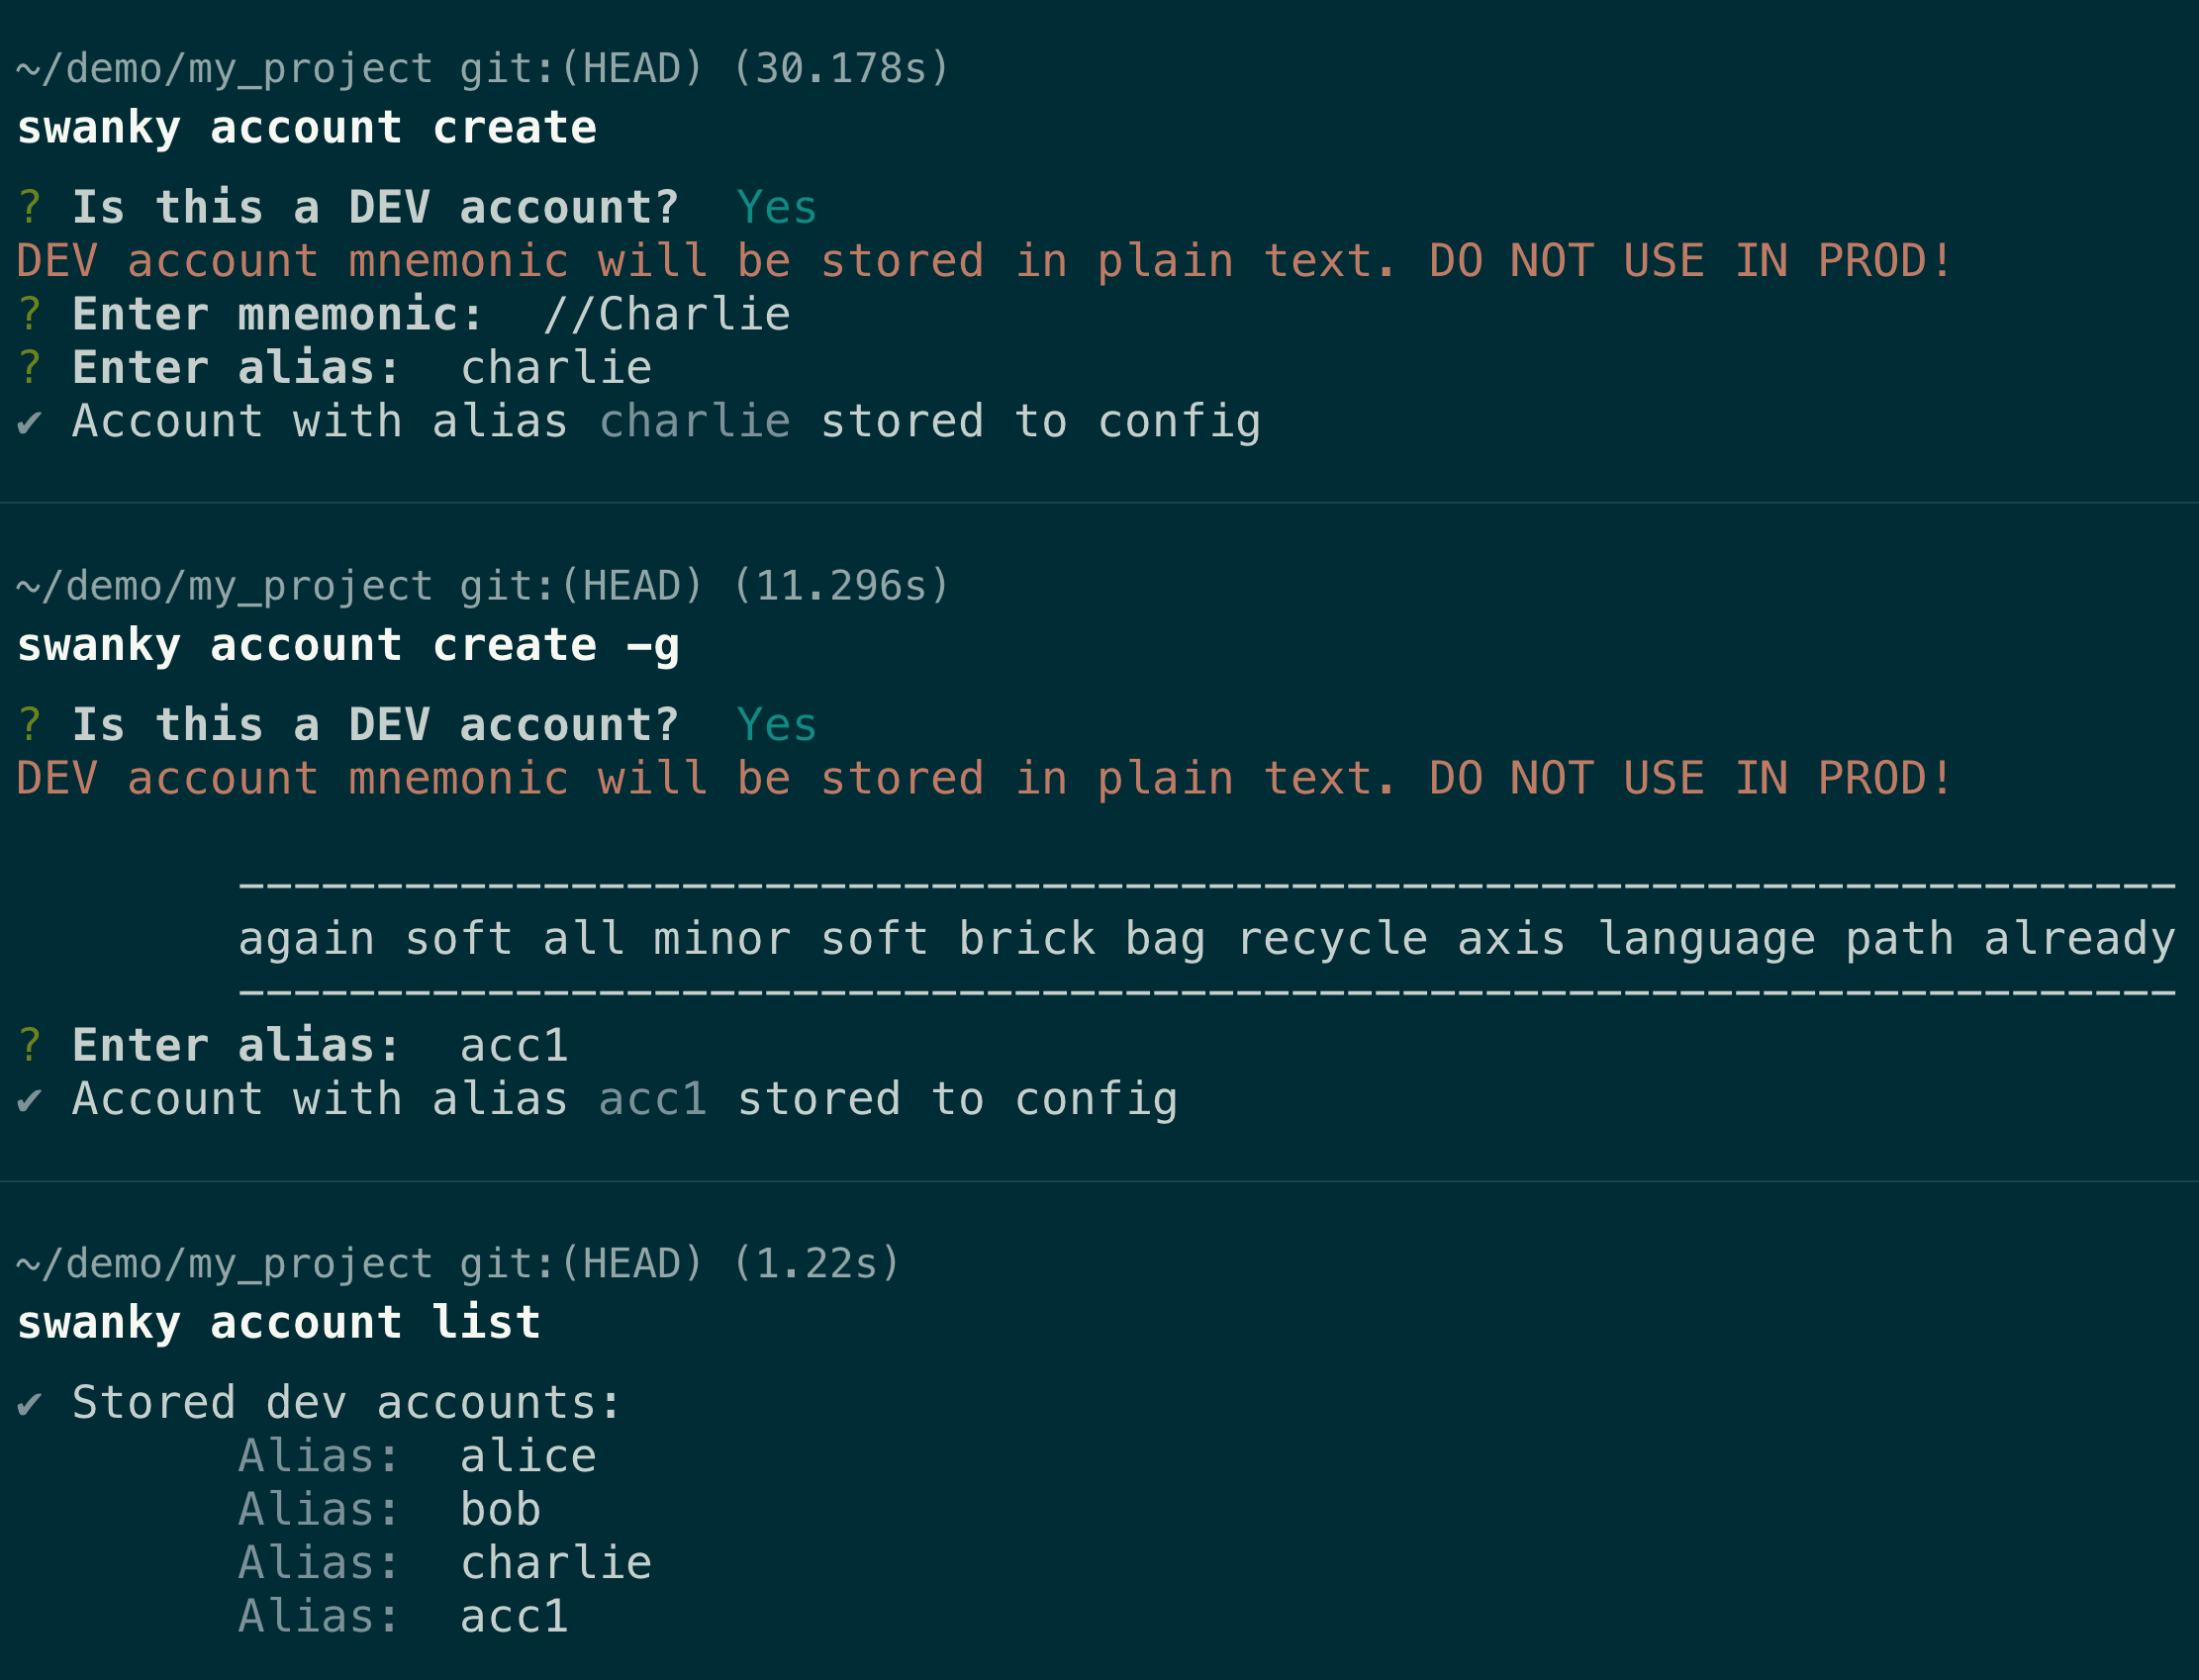 ~/demo/my_project git:(HEAD) (30.178s)
swanky account create
? Is this a DEV account?  Yes
DEV account mnemonic will be stored in plain text. DO NOT USE IN PROD!
? Enter mnemonic:  //Charlie
? Enter alias:  charlie
✔ Account with alias charlie stored to config
~/demo/my_project git:(HEAD) (11.296s)
swanky account create -g
? Is this a DEV account?  Yes
DEV account mnemonic will be stored in plain text. DO NOT USE IN PROD!
----------------------------------------------------------------------
again soft all minor soft brick bag recycle axis language path already
----------------------------------------------------------------------
? Enter alias:  acc1
✔ Account with alias acc1 stored to config
~/demo/my_project git:(HEAD) (1.22s)
swanky account list
✔ Stored dev accounts:
Alias:  alice
Alias:  bob
Alias:  charlie
Alias:  acc1